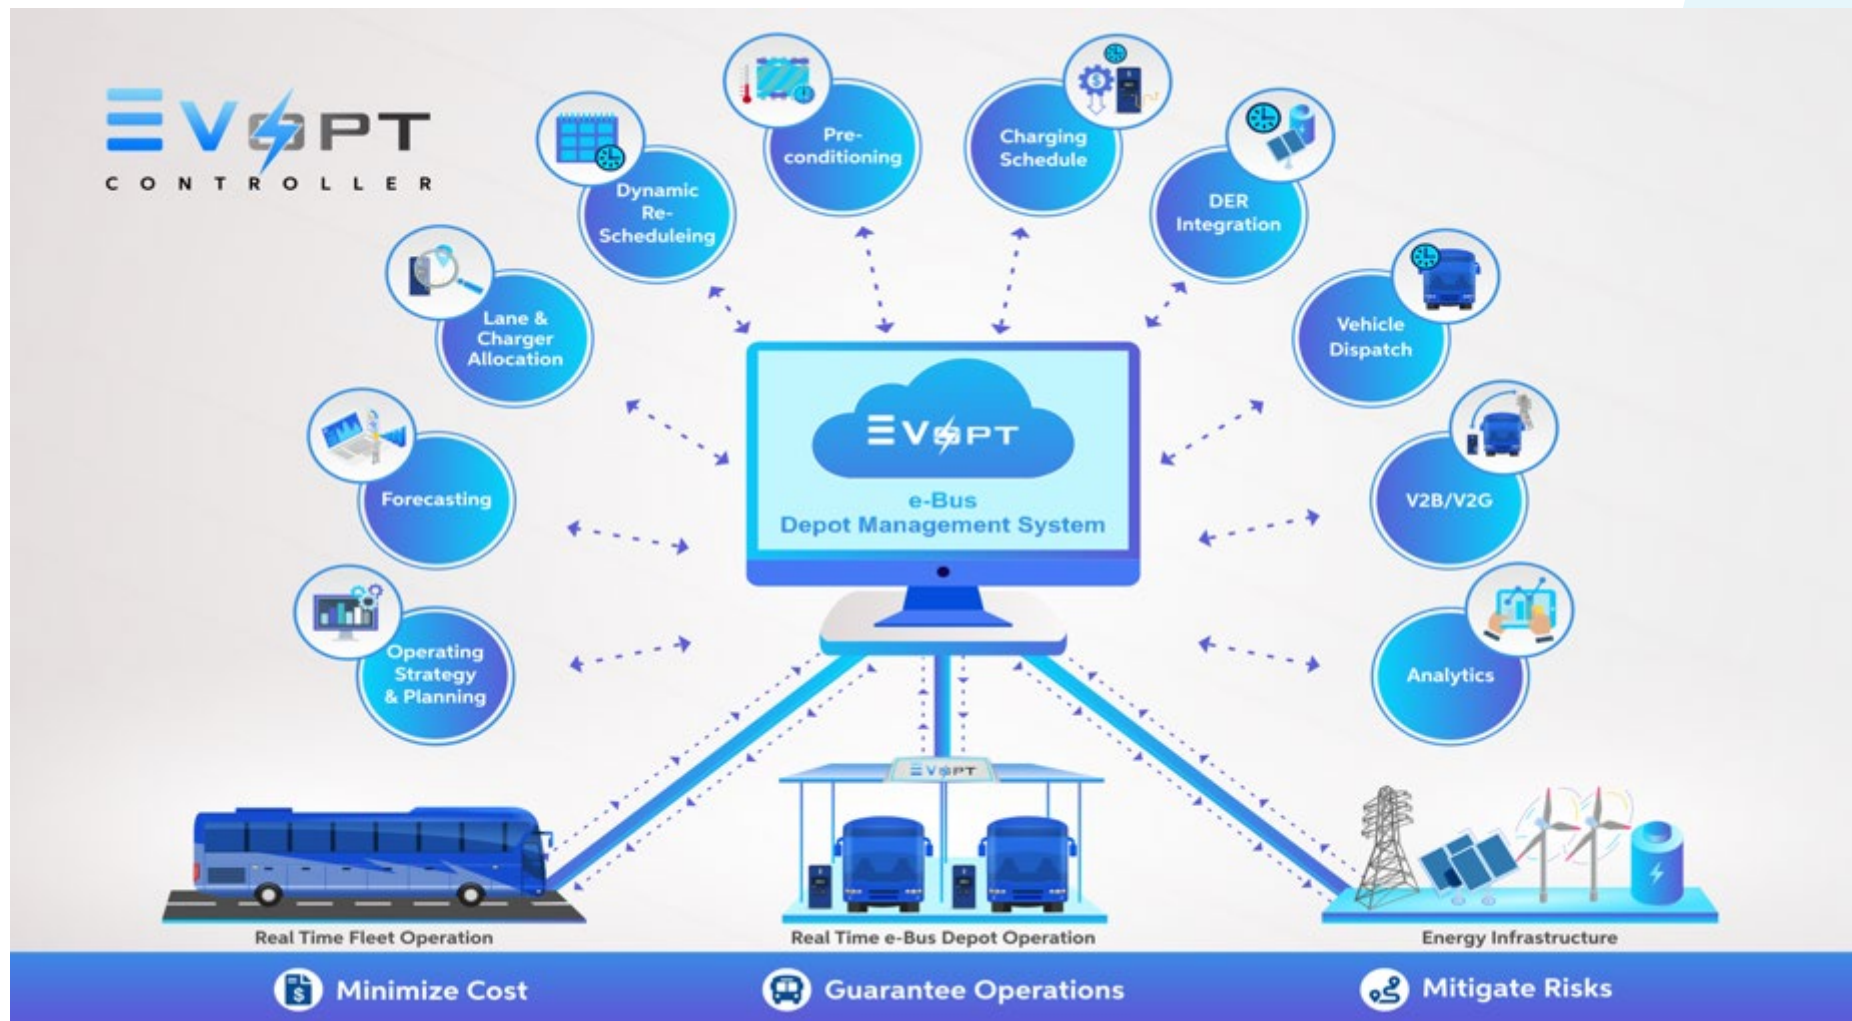 EVOPT
CONTROLLER
Pre-
conditioning
Charging
Schedule
Dynamic
Re-
Scheduleing
DER
Integration
Lane &
Charger
Allocation
Vehicle
Dispatch
Forecasting
V2B/V2G
Operating
Strategy
& Planning
Analytics
EVOPT
e-Bus
Depot Management System
EVOPT
Real Time Fleet Operation
Real Time e-Bus Depot Operation
Energy Infrastructure
Minimize Cost
Guarantee Operations
Mitigate Risks